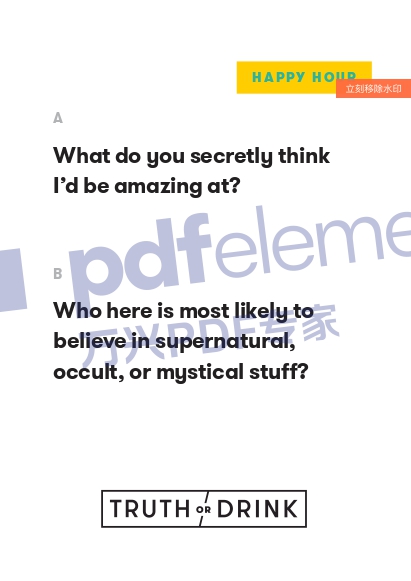 HAPPY HOUR
立刻移除水印
A
What do you secretly think
I'd be amazing at?
pdfeleme
B
Who here is most likely to
believe in supernatural,
occult, or mystical stuff?
万兴PDF专家
TRUTH OR DRINK